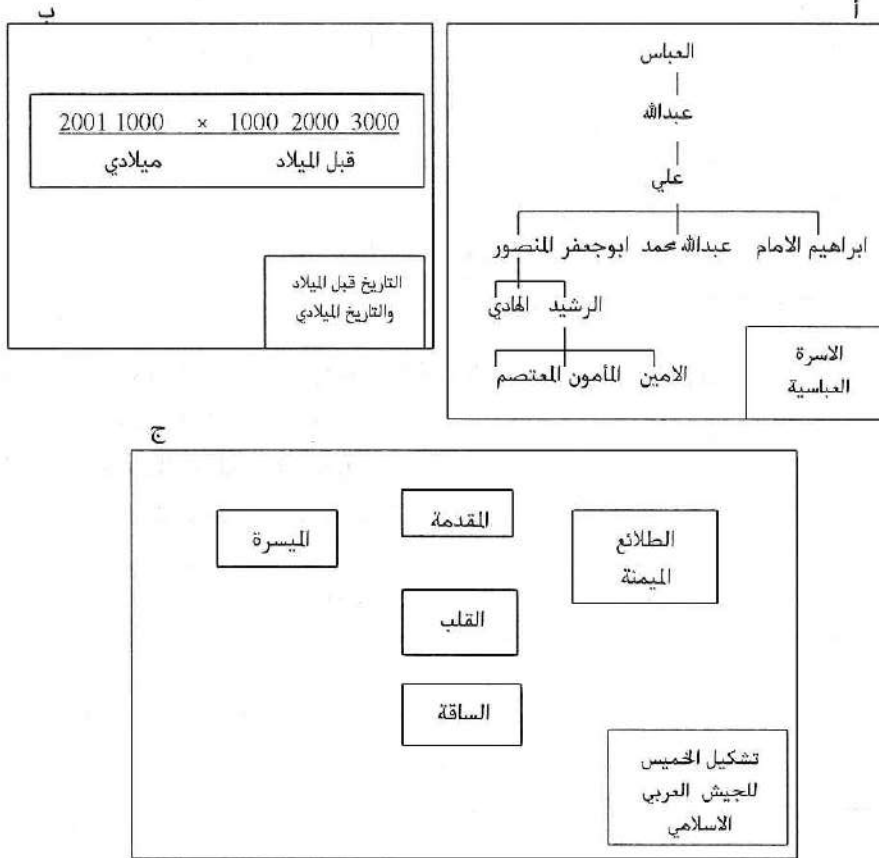 أ
العباس
عبدالله
علي
ابراهيم الامام عبدالله محمد ابوجعفر المنصور
الرشيد الهادي
الامين المأمون المعتصم
الاسرة
العباسية
ب
2001 1000 × 1000 2000 3000
قبل الميلاد ميلادي
التاريخ قبل الميلاد
والتاريخ الميلادي
ج
الطلائع
الميمنة
المقدمة
الميسرة
القلب
الساقة
تشكيل الخميس
للجيش العربي
الاسلامي